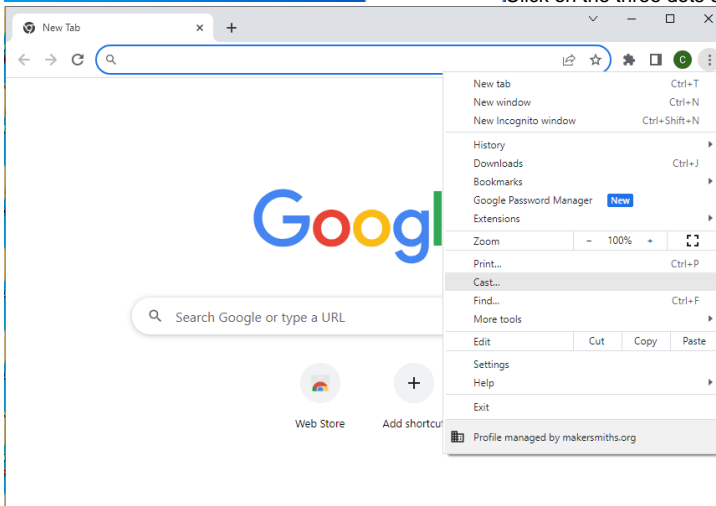 Click on the three dots
New Tab
New tab Ctrl+T
New window Ctrl+N
New Incognito window Ctrl+Shift+N
History
Downloads Ctrl+J
Bookmarks
Google Password Manager New
Extensions
Zoom - 100% +
Print... Ctrl+P
Cast...
Find... Ctrl+F
More tools
Edit Cut Copy Paste
Settings
Help
Exit
Profile managed by makersmiths.org
C
Googl
Search Google or type a URL
Web Store Add shortcut